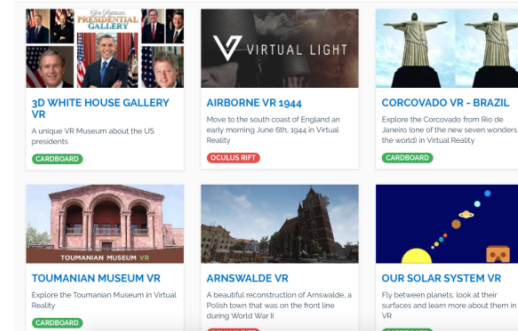 PRESIDENTIAL
GALLERY
3D WHITE HOUSE GALLERY
VR
A unique VR Museum about the US
presidents
CARDBOARD
VIRTUAL LIGHT
AIRBORNE VR 1944
Move to the south coast of England an
early morning June 6th, 1944 in Virtual
Reality
OCULUS RIFT
CORCOVADO VR - BRAZIL
Explore the Corcovado from Rio de
Janeiro (one of the new seven wonders
the world) in Virtual Reality
CARDBOARD
TOUMANIAN MUSEUM VR
TOUMANIAN MUSEUM VR
Explore the Toumanian Museum in Virtual
Reality
CARDBOARD
ARNSWALDE VR
A beautiful reconstruction of Arnswalde, a
Polish town that was on the front line
during World War II
OUR SOLAR SYSTEM VR
Fly between planets, look at their
surfaces and learn more about them in
VR